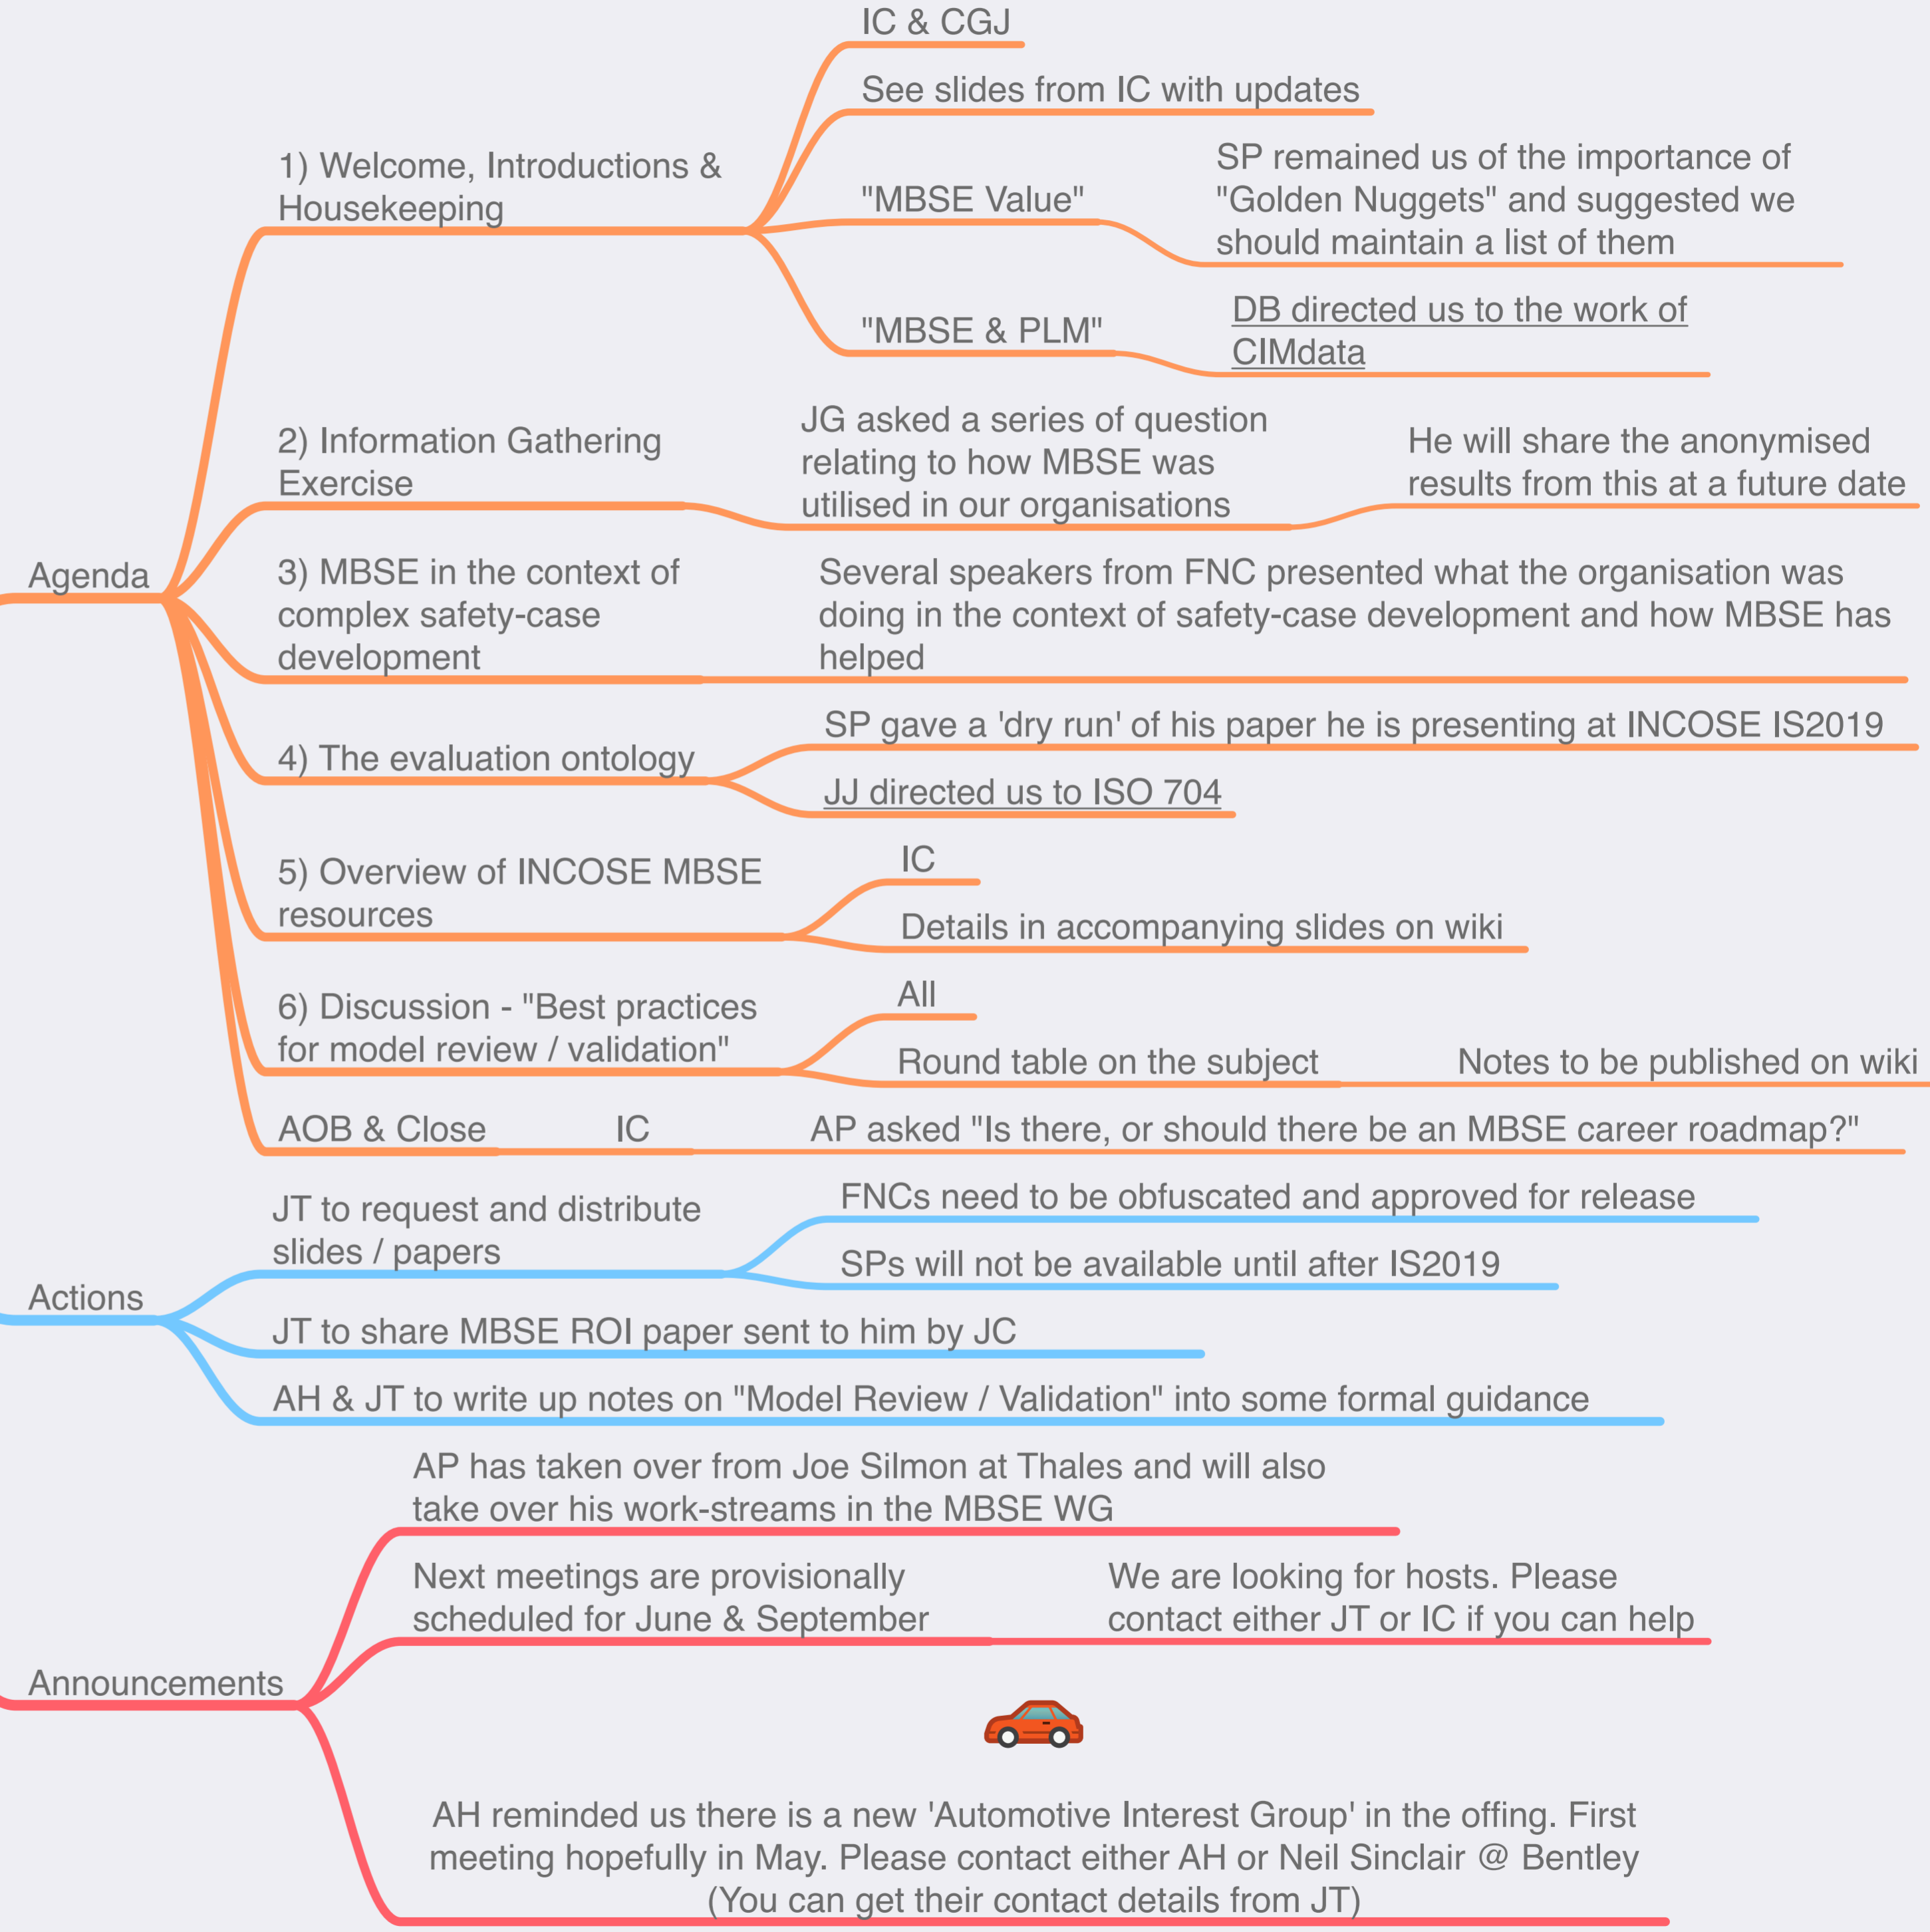 Agenda
1) Welcome, Introductions &
Housekeeping
IC & CGJ
See slides from IC with updates
"MBSE Value"
SP remained us of the importance of
"Golden Nuggets" and suggested we
should maintain a list of them
"MBSE & PLM"
DB directed us to the work of
CIMdata
2) Information Gathering
Exercise
JG asked a series of question
relating to how MBSE was
utilised in our organisations
He will share the anonymised
results from this at a future date
3) MBSE in the context of
complex safety-case
development
Several speakers from FNC presented what the organisation was
doing in the context of safety-case development and how MBSE has
helped
4) The evaluation ontology
SP gave a 'dry run' of his paper he is presenting at INCOSE IS2019
JJ directed us to ISO 704
5) Overview of INCOSE MBSE
resources
IC
Details in accompanying slides on wiki
6) Discussion - "Best practices
for model review / validation"
All
Round table on the subject
Notes to be published on wiki
AOB & Close
IC
AP asked "Is there, or should there be an MBSE career roadmap?"
Actions
JT to request and distribute
slides / papers
FNCs need to be obfuscated and approved for release
SPs will not be available until after IS2019
JT to share MBSE ROI paper sent to him by JC
AH & JT to write up notes on "Model Review / Validation" into some formal guidance
Announcements
AP has taken over from Joe Silmon at Thales and will also
take over his work-streams in the MBSE WG
Next meetings are provisionally
scheduled for June & September
We are looking for hosts. Please
contact either JT or IC if you can help
AH reminded us there is a new 'Automotive Interest Group' in the offing. First
meeting hopefully in May. Please contact either AH or Neil Sinclair @ Bentley
(You can get their contact details from JT)